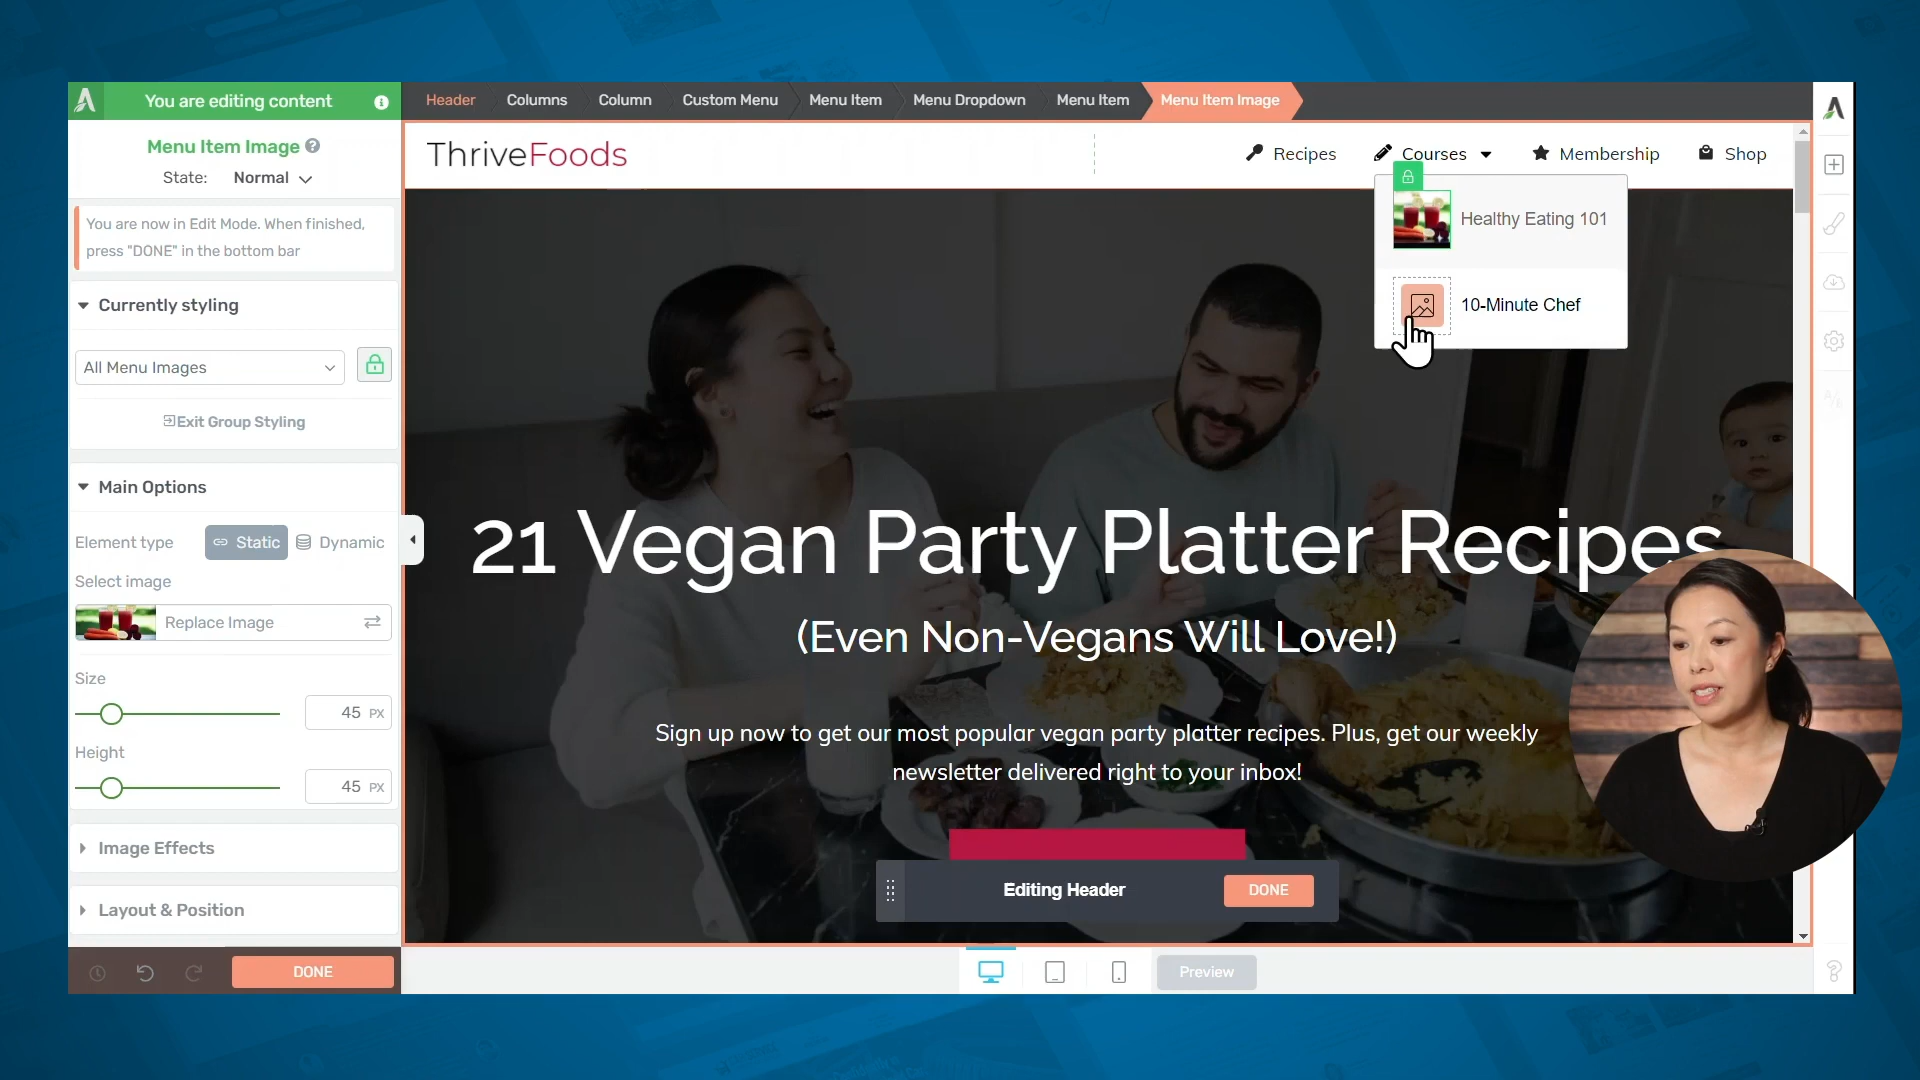 You are editing content
Header
Columns
Column
Custom Menu
Menu Item
Menu Dropdown
Menu Item
Menu Item Image
Menu Item Image
State: Normal
You are now in Edit Mode. When finished,
press "DONE" in the bottom bar
Currently styling
All Menu Images
Exit Group Styling
Main Options
Element type Static Dynamic
Select image
Replace Image
Size
45 PX
Height
45 PX
Image Effects
Layout & Position
DONE
ThriveFoods
Recipes
Courses
Membership
Shop
Healthy Eating 101
10-Minute Chef
21 Vegan Party Platter Recipes
(Even Non-Vegans Will Love!)
Sign up now to get our most popular vegan party platter recipes. Plus, get our weekly
newsletter delivered right to your inbox!
Editing Header
DONE
Preview
A/B